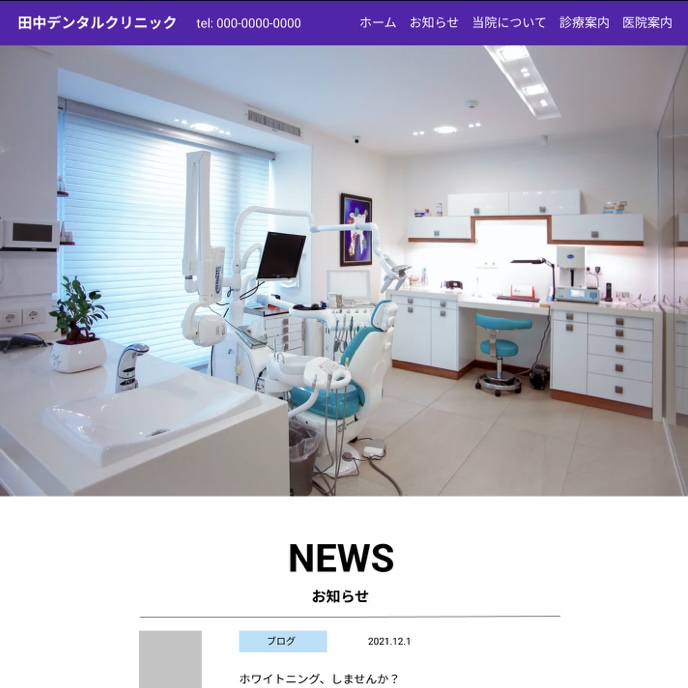 田中デンタルクリニック tel: 000-0000-0000 ホーム お知らせ 当院について 診療案内 医院案内
NEWS
お知らせ
ブログ 2021.12.1
ホワイトニング、しませんか？